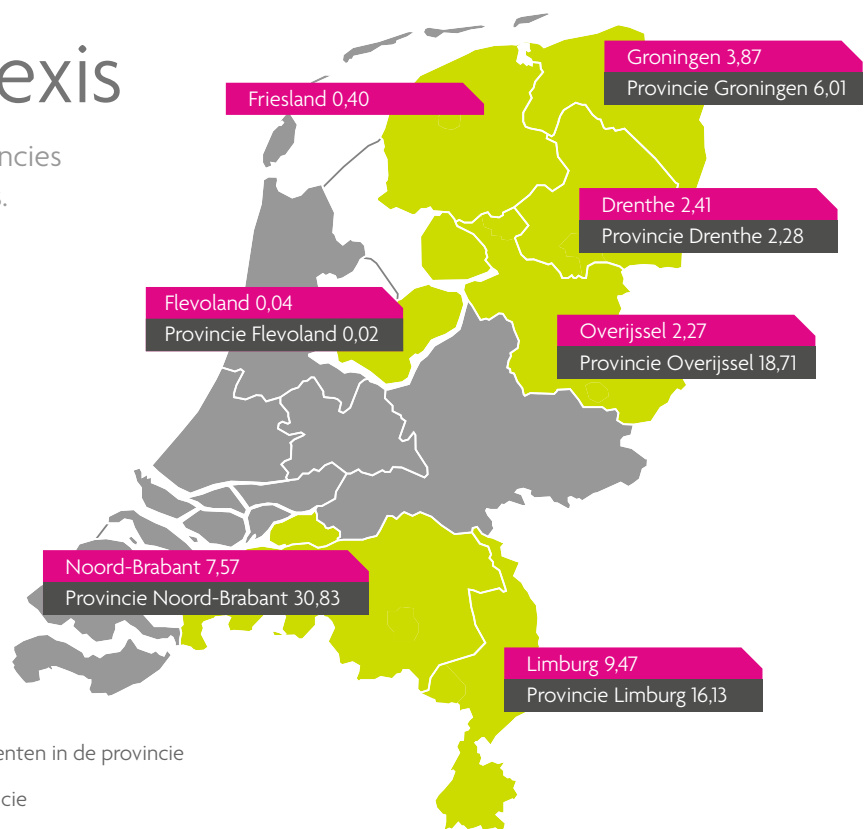 exis
ncies
Friesland 0,40
Groningen 3,87
Provincie Groningen 6,01
Drenthe 2,41
Provincie Drenthe 2,28
Flevoland 0,04
Provincie Flevoland 0,02
Overijssel 2,27
Provincie Overijssel 18,71
Noord-Brabant 7,57
Provincie Noord-Brabant 30,83
Limburg 9,47
Provincie Limburg 16,13
enten in de provincie
cie